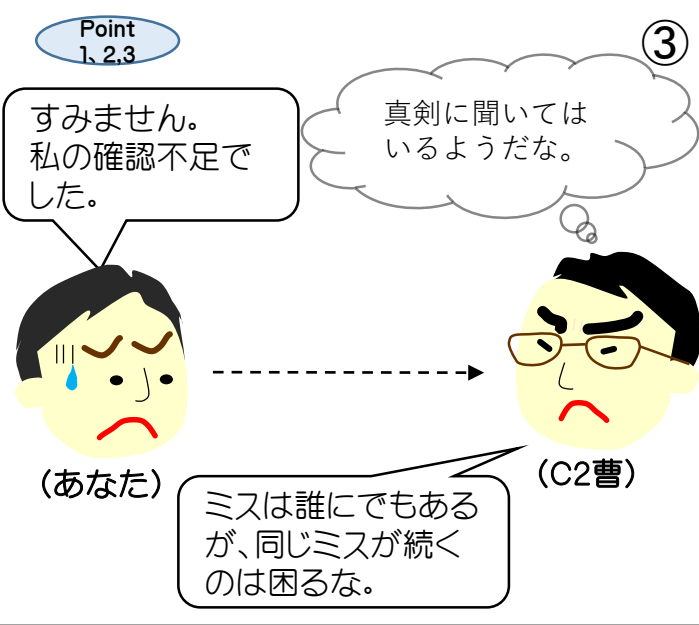 Point
1、2,3
③
すみません。
私の確認不足で
した。
真剣に聞いては
いるようだな。
(あなた)
(C2曹)
ミスは誰にでもある
が、同じミスが続く
のは困るな。